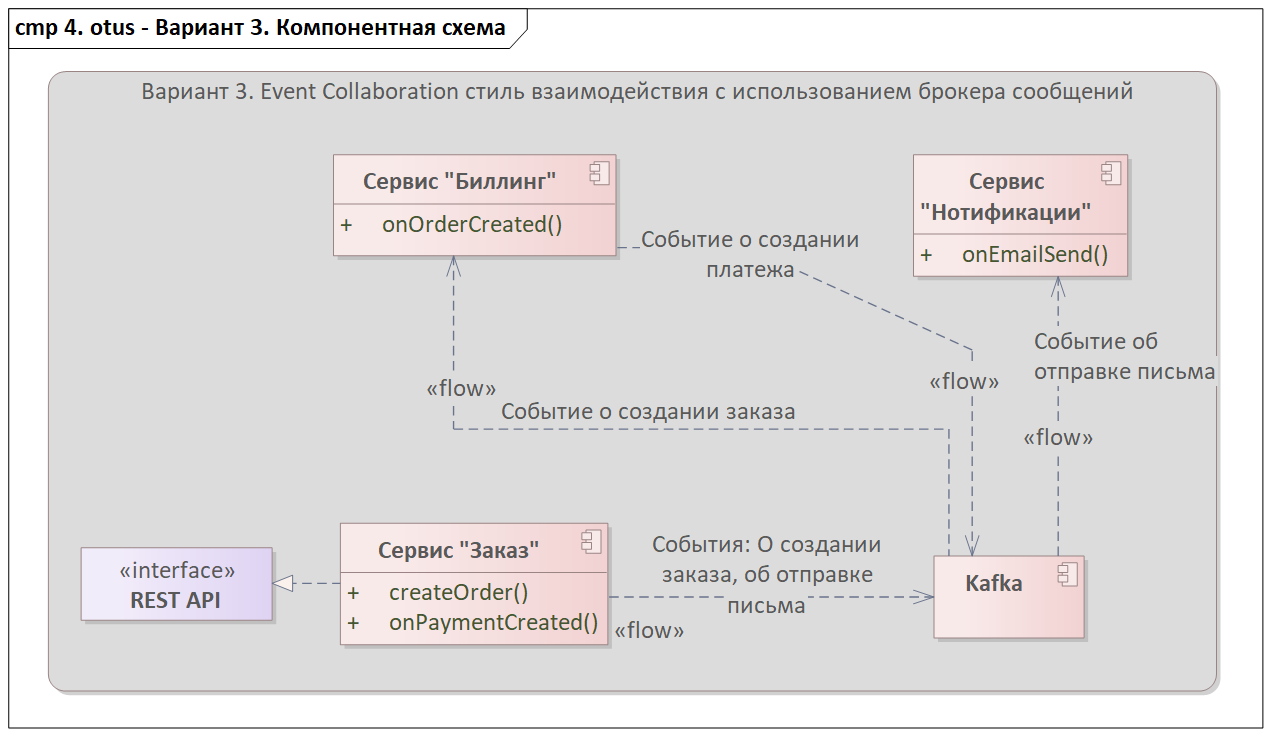 cmp 4. otus - Вариант 3. Компонентная схема
Вариант 3. Event Collaboration стиль взаимодействия с использованием брокера сообщений
Сервис "Биллинг"
+ onOrderCreated()
Сервис
"Нотификации"
+ onEmailSend()
Событие о создании
платежа
Событие об
отправке письма
«flow»
«flow»
Событие о создании заказа
«flow»
«interface»
REST API
Сервис "Заказ"
+ createOrder()
+ onPaymentCreated()
События: О создании
заказа, об отправке
письма
«flow»
Kafka